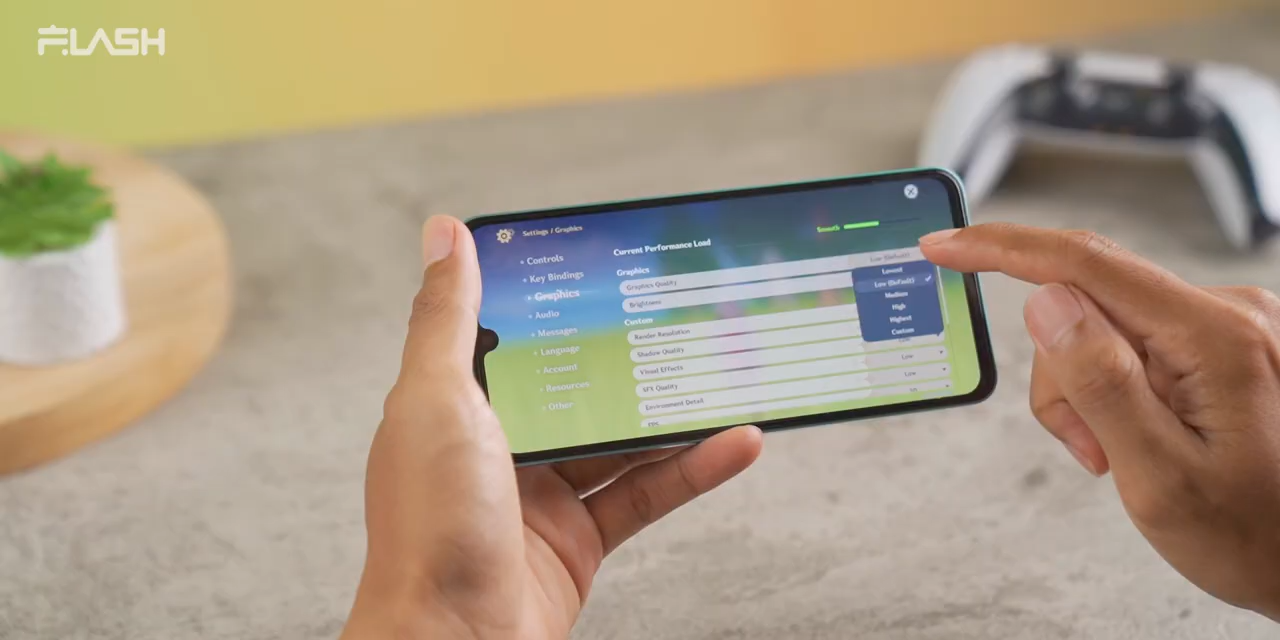 FLASH
Settings / Graphics
Controls
Key Bindings
Graphics
Audio
Messages
Language
Account
Resources
Other
Current Performance Load
Smooth
Graphics
Graphics Quality
Low (Default)
Brightness
Lowest
Low (Default)
Medium
High
Highest
Custom
Custom
Render Resolution
Shadow Quality
Visual Effects
Low
SFX Quality
Low
Environment Detail
FPS